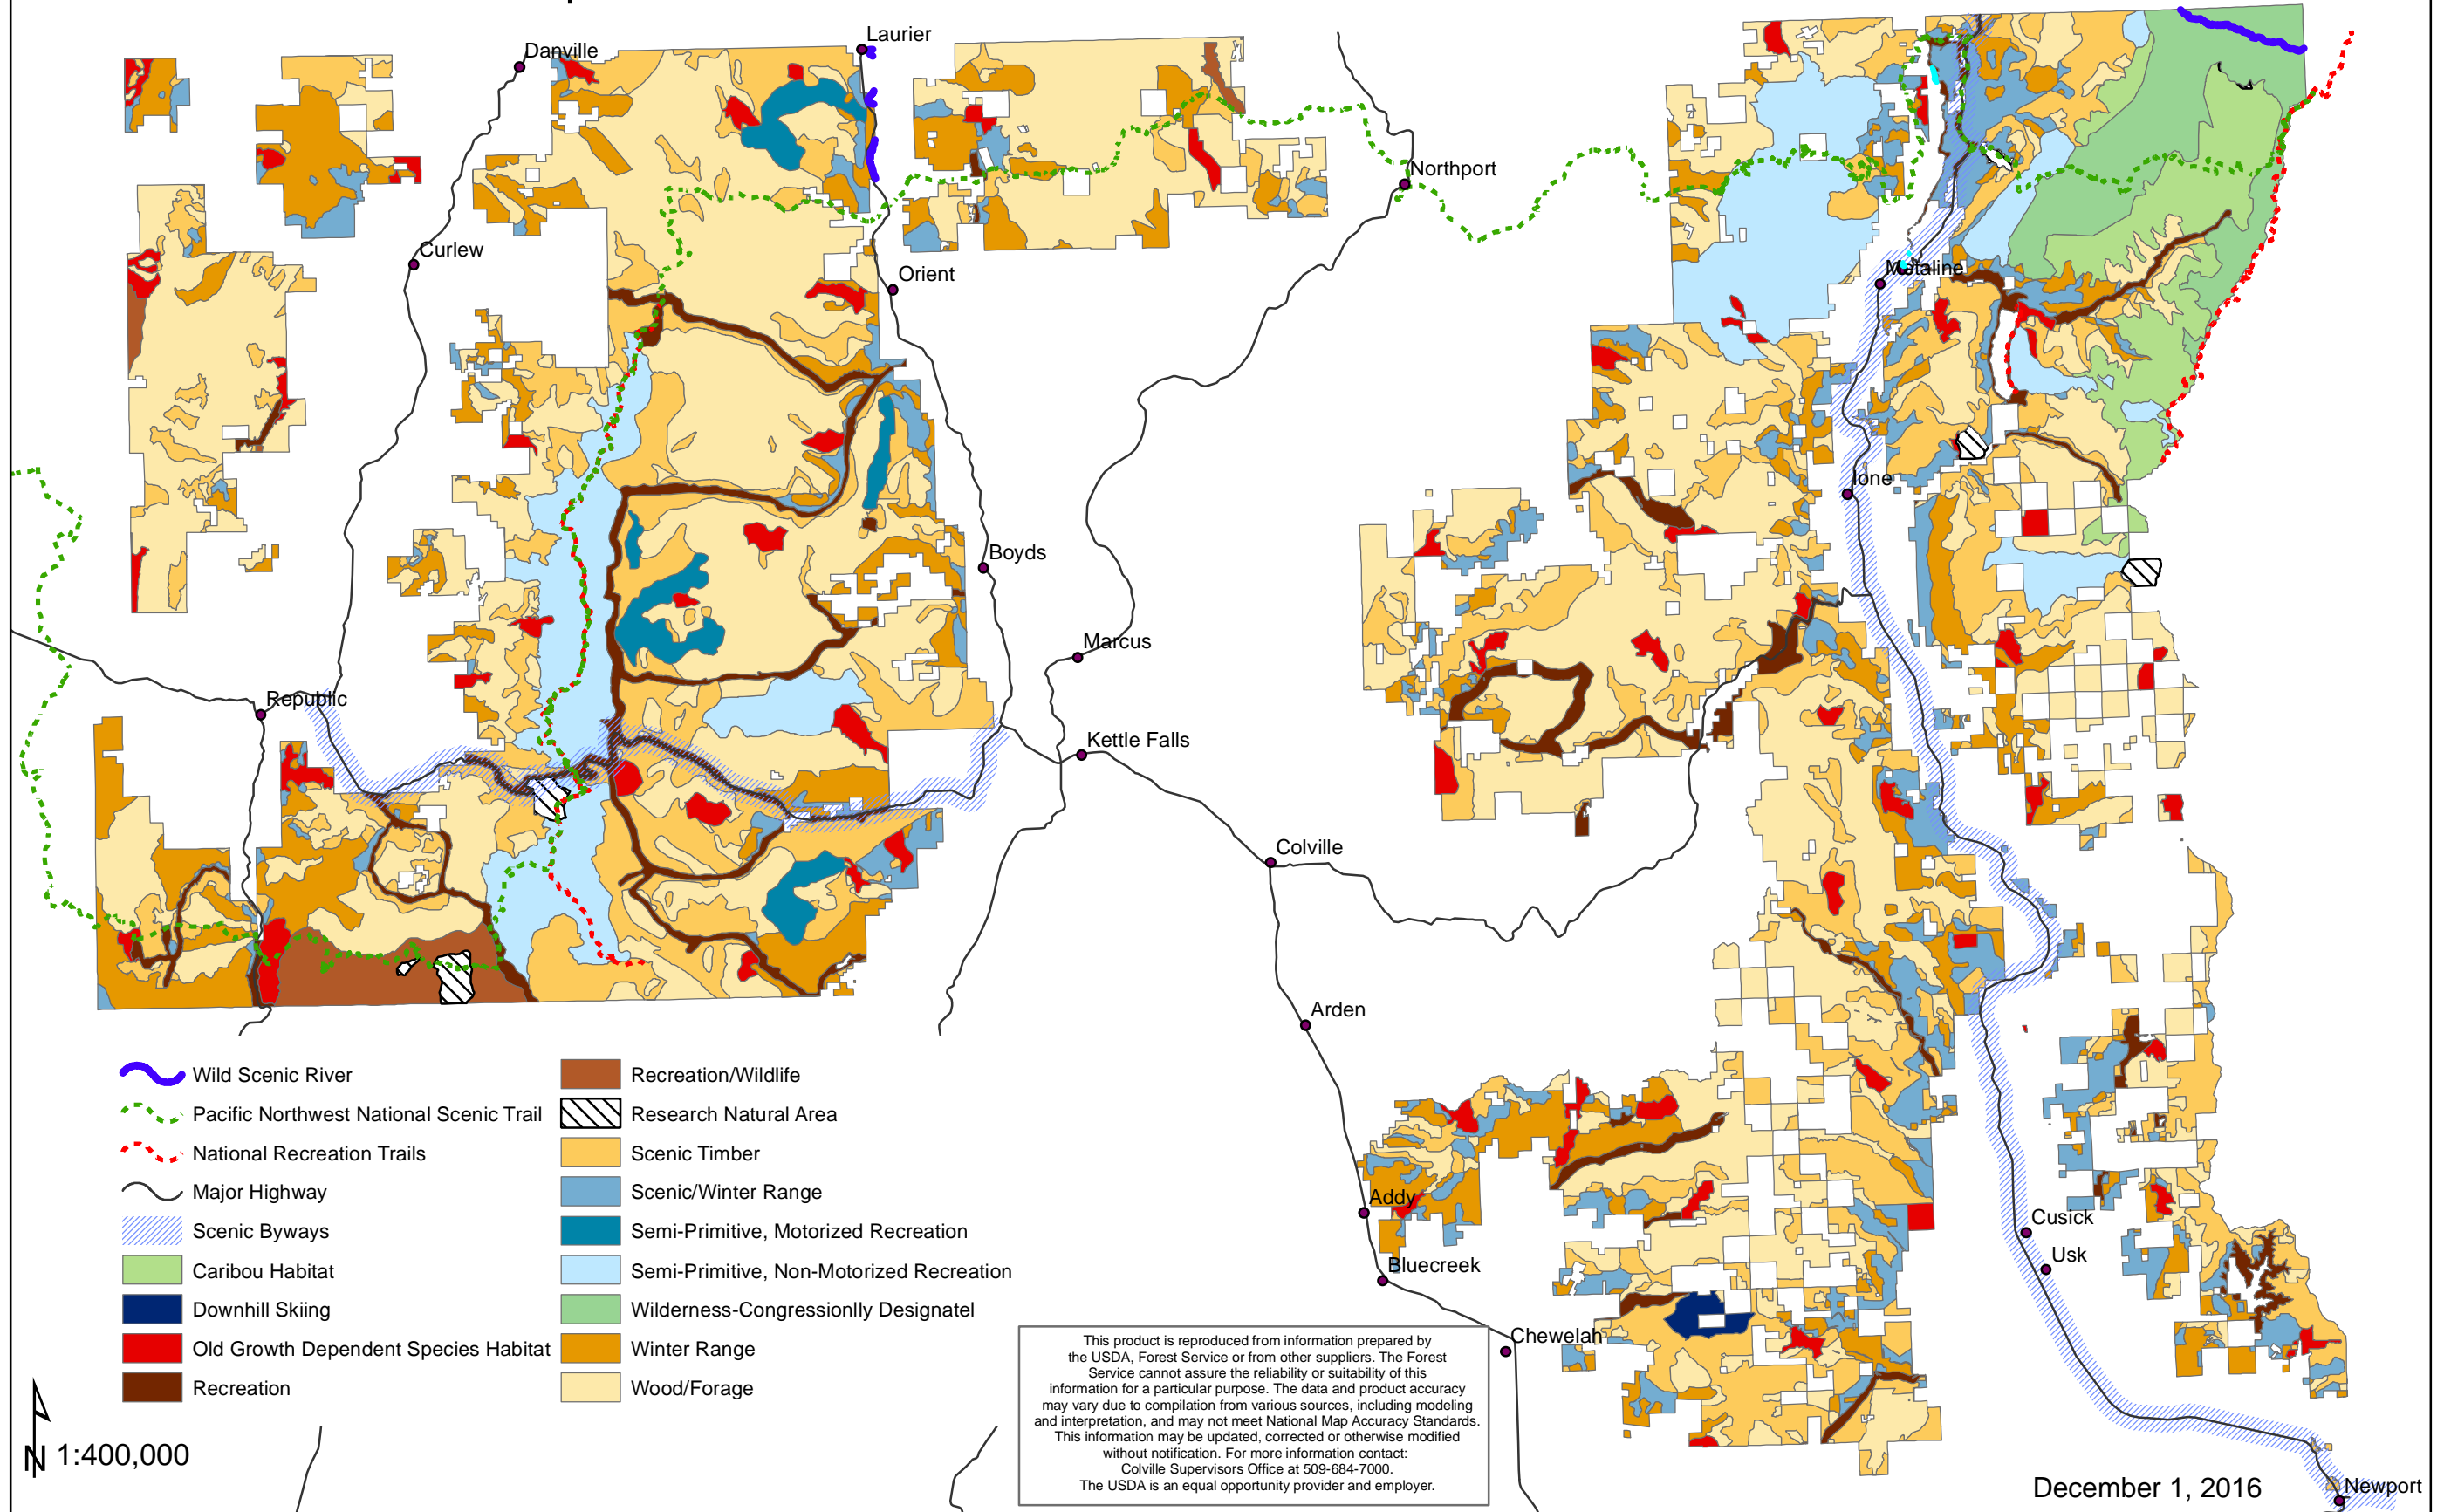 Laurier
Danville
Northport
Curlew
Orient
Metaline
Ione
Boyds
Marcus
Republic
Kettle Falls
Colville
Arden
Addy
Cusick
Usk
Bluecreek
Chewelah
Newport
Wild Scenic River
Pacific Northwest National Scenic Trail
National Recreation Trails
Major Highway
Scenic Byways
Caribou Habitat
Downhill Skiing
Old Growth Dependent Species Habitat
Recreation
Recreation/Wildlife
Research Natural Area
Scenic Timber
Scenic/Winter Range
Semi-Primitive, Motorized Recreation
Semi-Primitive, Non-Motorized Recreation
Wilderness-Congressionlly Designatel
Winter Range
Wood/Forage
This product is reproduced from information prepared by
the USDA, Forest Service or from other suppliers. The Forest
Service cannot assure the reliability or suitability of this
information for a particular purpose. The data and product accuracy
may vary due to compilation from various sources, including modeling
and interpretation, and may not meet National Map Accuracy Standards.
This information may be updated, corrected or otherwise modified
without notification. For more information contact:
Colville Supervisors Office at 509-684-7000.
The USDA is an equal opportunity provider and employer.
N 1:400,000
December 1, 2016